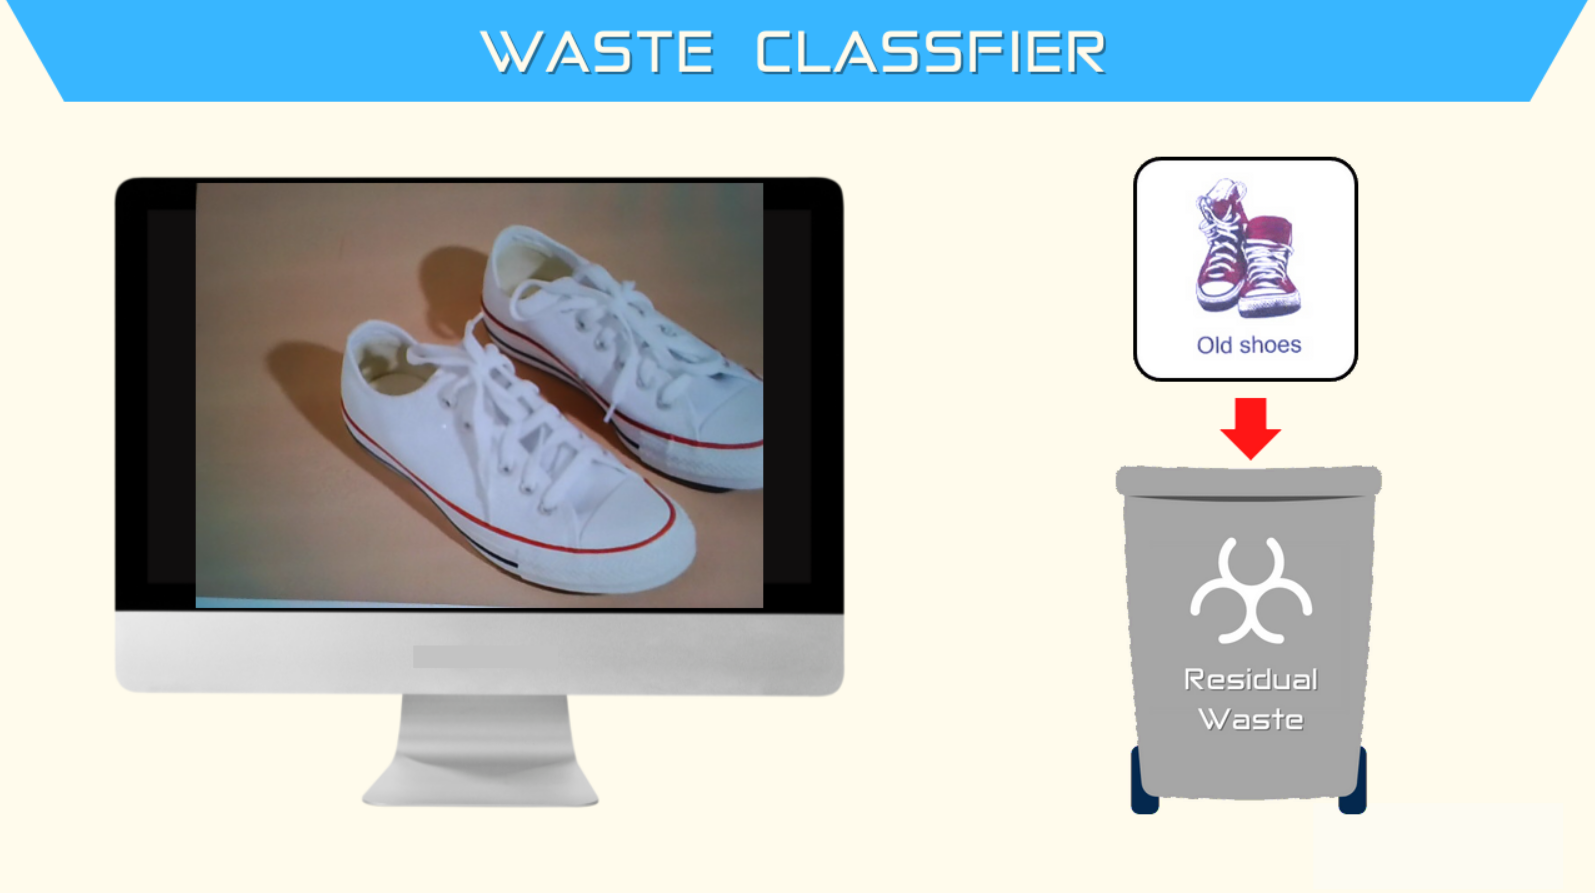 WASTE CLASSFIER
Old shoes
Residual
Waste